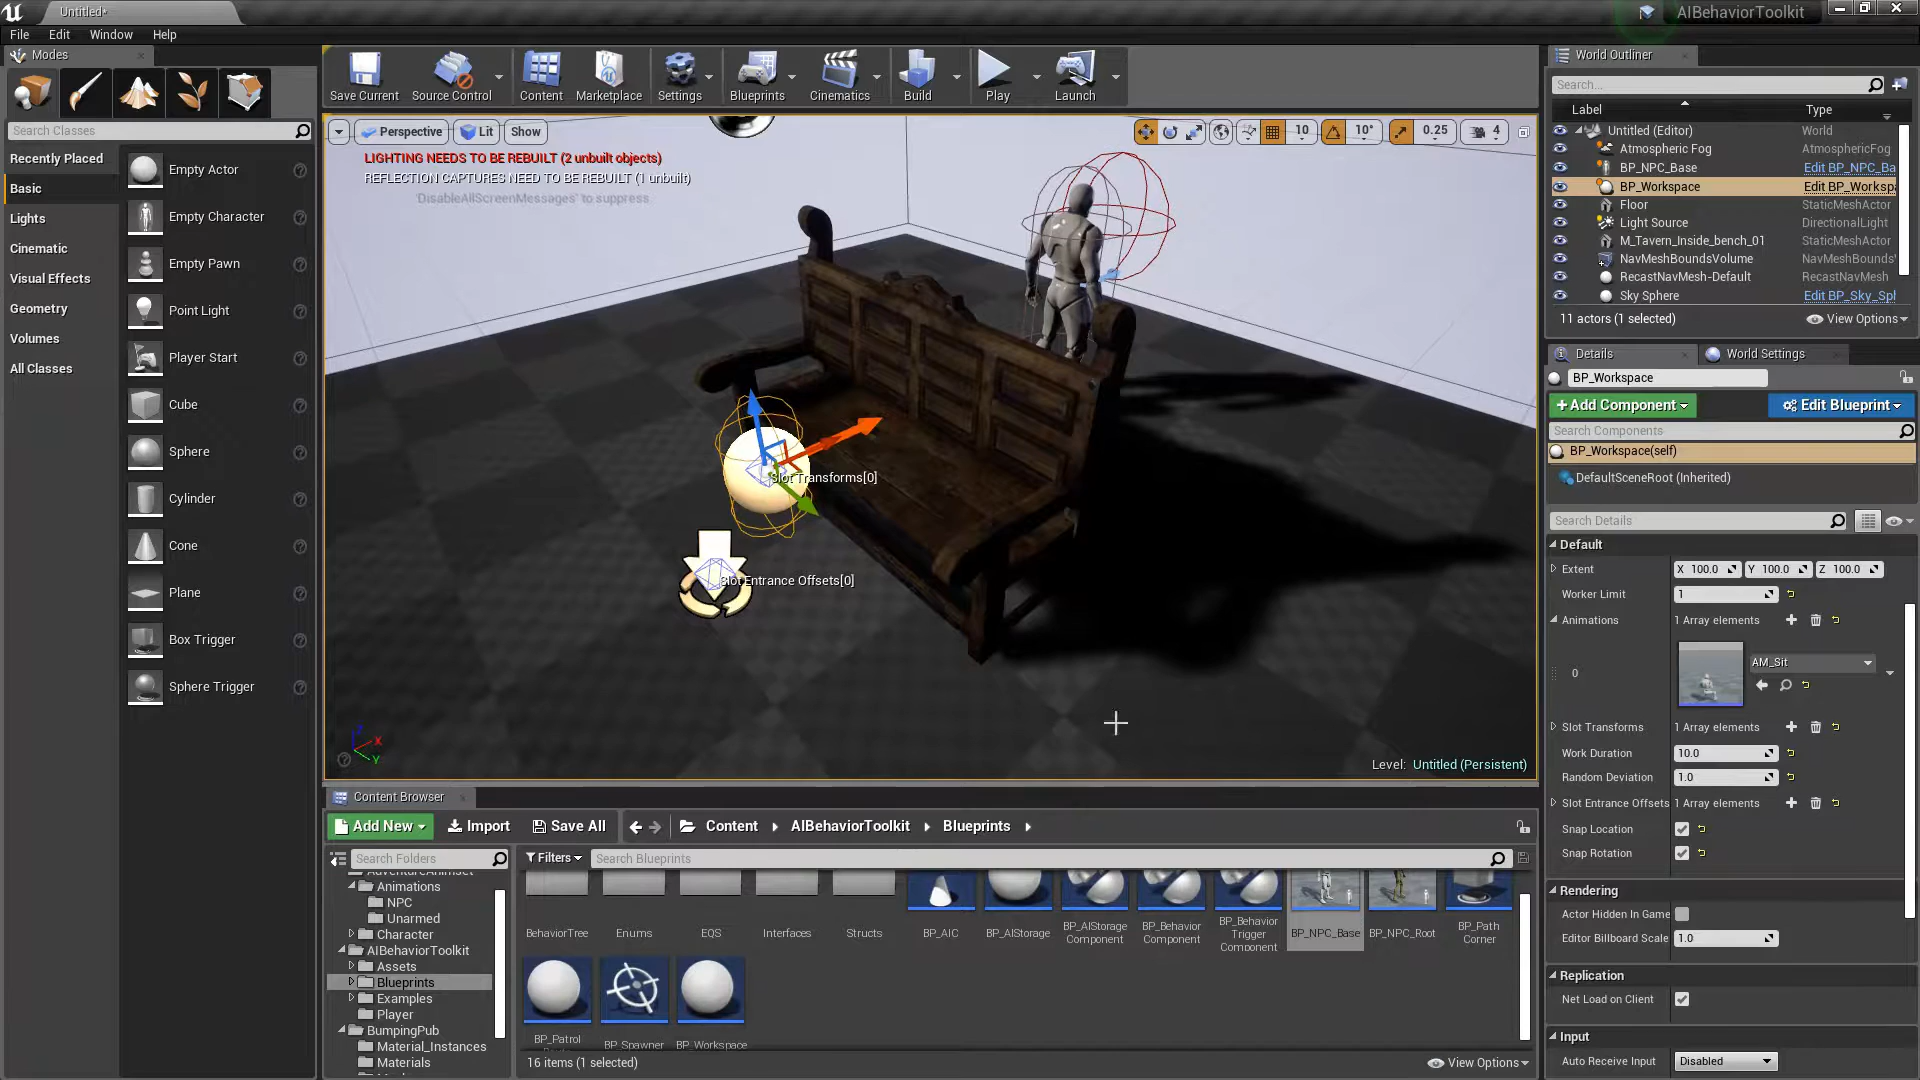 Untitled*
AIBehaviorToolkit
File Edit Window Help
Modes
Search Classes
Recently Placed
Basic
Lights
Cinematic
Visual Effects
Geometry
Volumes
All Classes
Empty Actor
Empty Character
Empty Pawn
Point Light
Player Start
Cube
Sphere
Cylinder
Cone
Plane
Box Trigger
Sphere Trigger
Save Current Source Control Content Marketplace Settings Blueprints Cinematics Build Play Launch
Perspective Lit Show
10 10° 0.25 4
LIGHTING NEEDS TO BE REBUILT (2 unbuilt objects)
REFLECTION CAPTURES NEED TO BE REBUILT (1 unbuilt)
'DisableAllScreenMessages' to suppress
Slot Transforms[0]
Slot Entrance Offsets[0]
Z X Y
Level: Untitled (Persistent)
Content Browser
Add New Import Save All Content AIBehaviorToolkit Blueprints
Search Folders
Filters Search Blueprints
Animations
NPC
Unarmed
Character
AIBehaviorToolkit
Assets
Blueprints
Examples
Player
BumpingPub
Material_Instances
Materials
BehaviorTree Enums EQS Interfaces Structs BP_AIC BP_AIStorage BP_AIStorage Component BP_Behavior Component BP_Behavior Trigger Component BP_NPC_Base BP_NPC_Root BP_Path Corner
BP_Patrol BP_Spawner BP_Workspace
16 items (1 selected) View Options
World Outliner
Search...
Label Type
Untitled (Editor) World
Atmospheric Fog AtmosphericFog
BP_NPC_Base Edit BP_NPC_Ba
BP_Workspace Edit BP_Worksp
Floor StaticMeshActor
Light Source DirectionalLight
M_Tavern_Inside_bench_01 StaticMeshActor
NavMeshBoundsVolume NavMeshBounds
RecastNavMesh-Default RecastNavMesh
Sky Sphere Edit BP_Sky_Sp
11 actors (1 selected) View Options
Details World Settings
BP_Workspace
+Add Component Edit Blueprint
Search Components
BP_Workspace(self)
DefaultSceneRoot (Inherited)
Search Details
Default
Extent X 100.0 Y 100.0 Z 100.0
Worker Limit 1
Animations 1 Array elements
0 AM_Sit
Slot Transforms 1 Array elements
Work Duration 10.0
Random Deviation 1.0
Slot Entrance Offsets 1 Array elements
Snap Location
Snap Rotation
Rendering
Actor Hidden In Game
Editor Billboard Scale 1.0
Replication
Net Load on Client
Input
Auto Receive Input Disabled